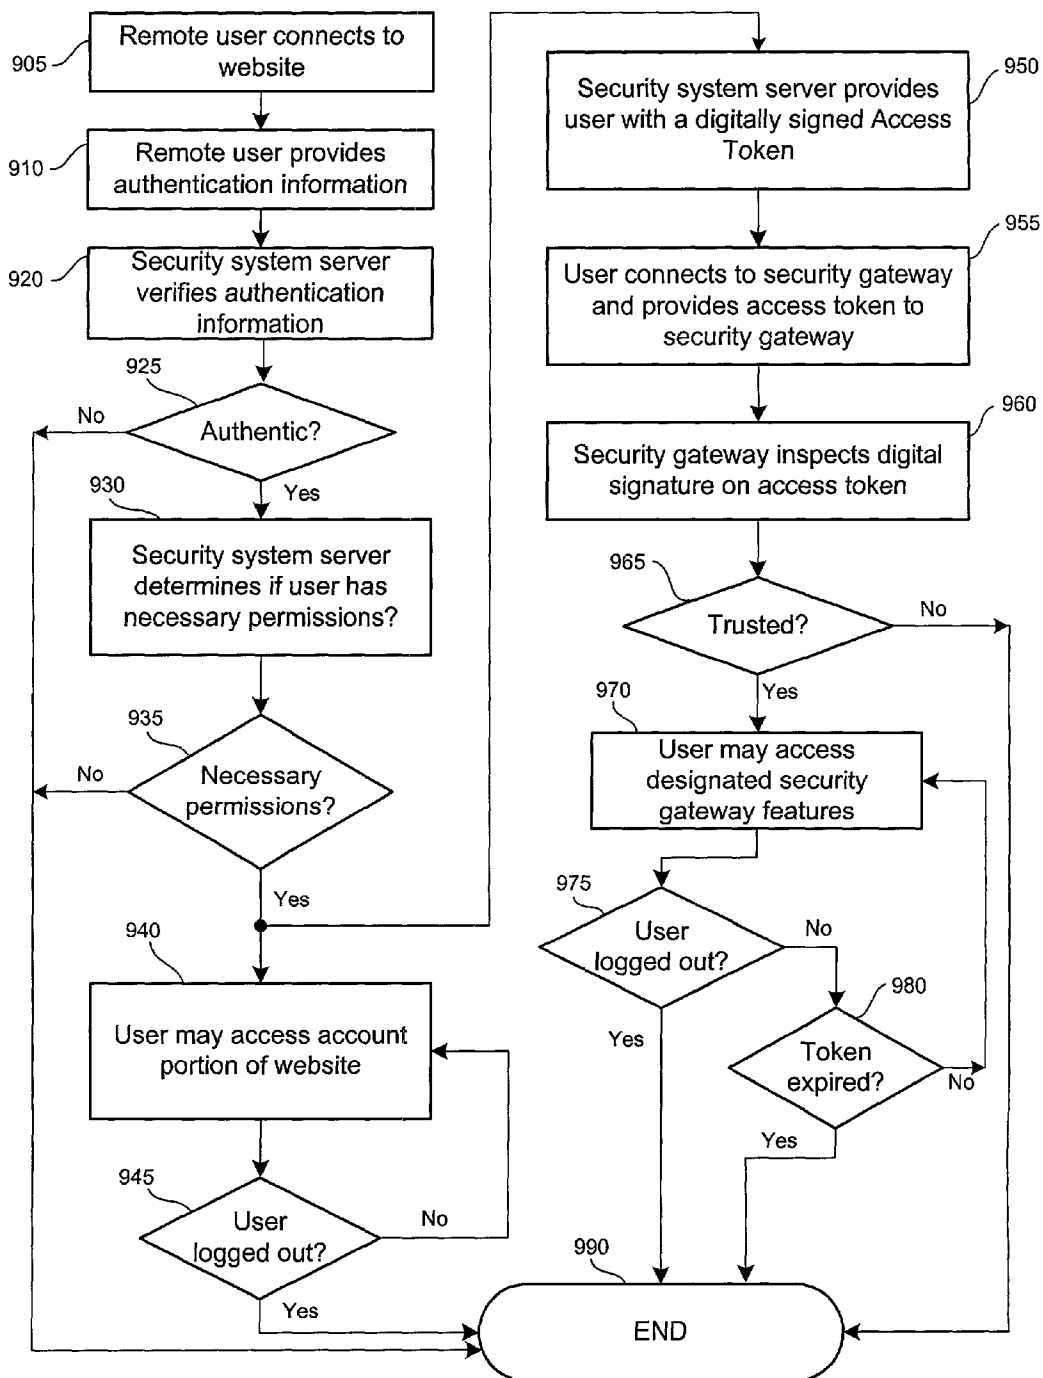 905
Remote user connects to
website
910
Remote user provides
authentication information
920
Security system server
verifies authentication
information
925
No
Authentic?
Yes
930
Security system server
determines if user has
necessary permissions?
935
No
Necessary
permissions?
Yes
940
User may access account
portion of website
945
User
logged out?
No
Yes
950
Security system server provides
user with a digitally signed Access
Token
955
User connects to security gateway
and provides access token to
security gateway
960
Security gateway inspects digital
signature on access token
965
Trusted?
No
Yes
970
User may access
designated security
gateway features
975
User
logged out?
No
Yes
980
Token
expired?
No
Yes
990
END